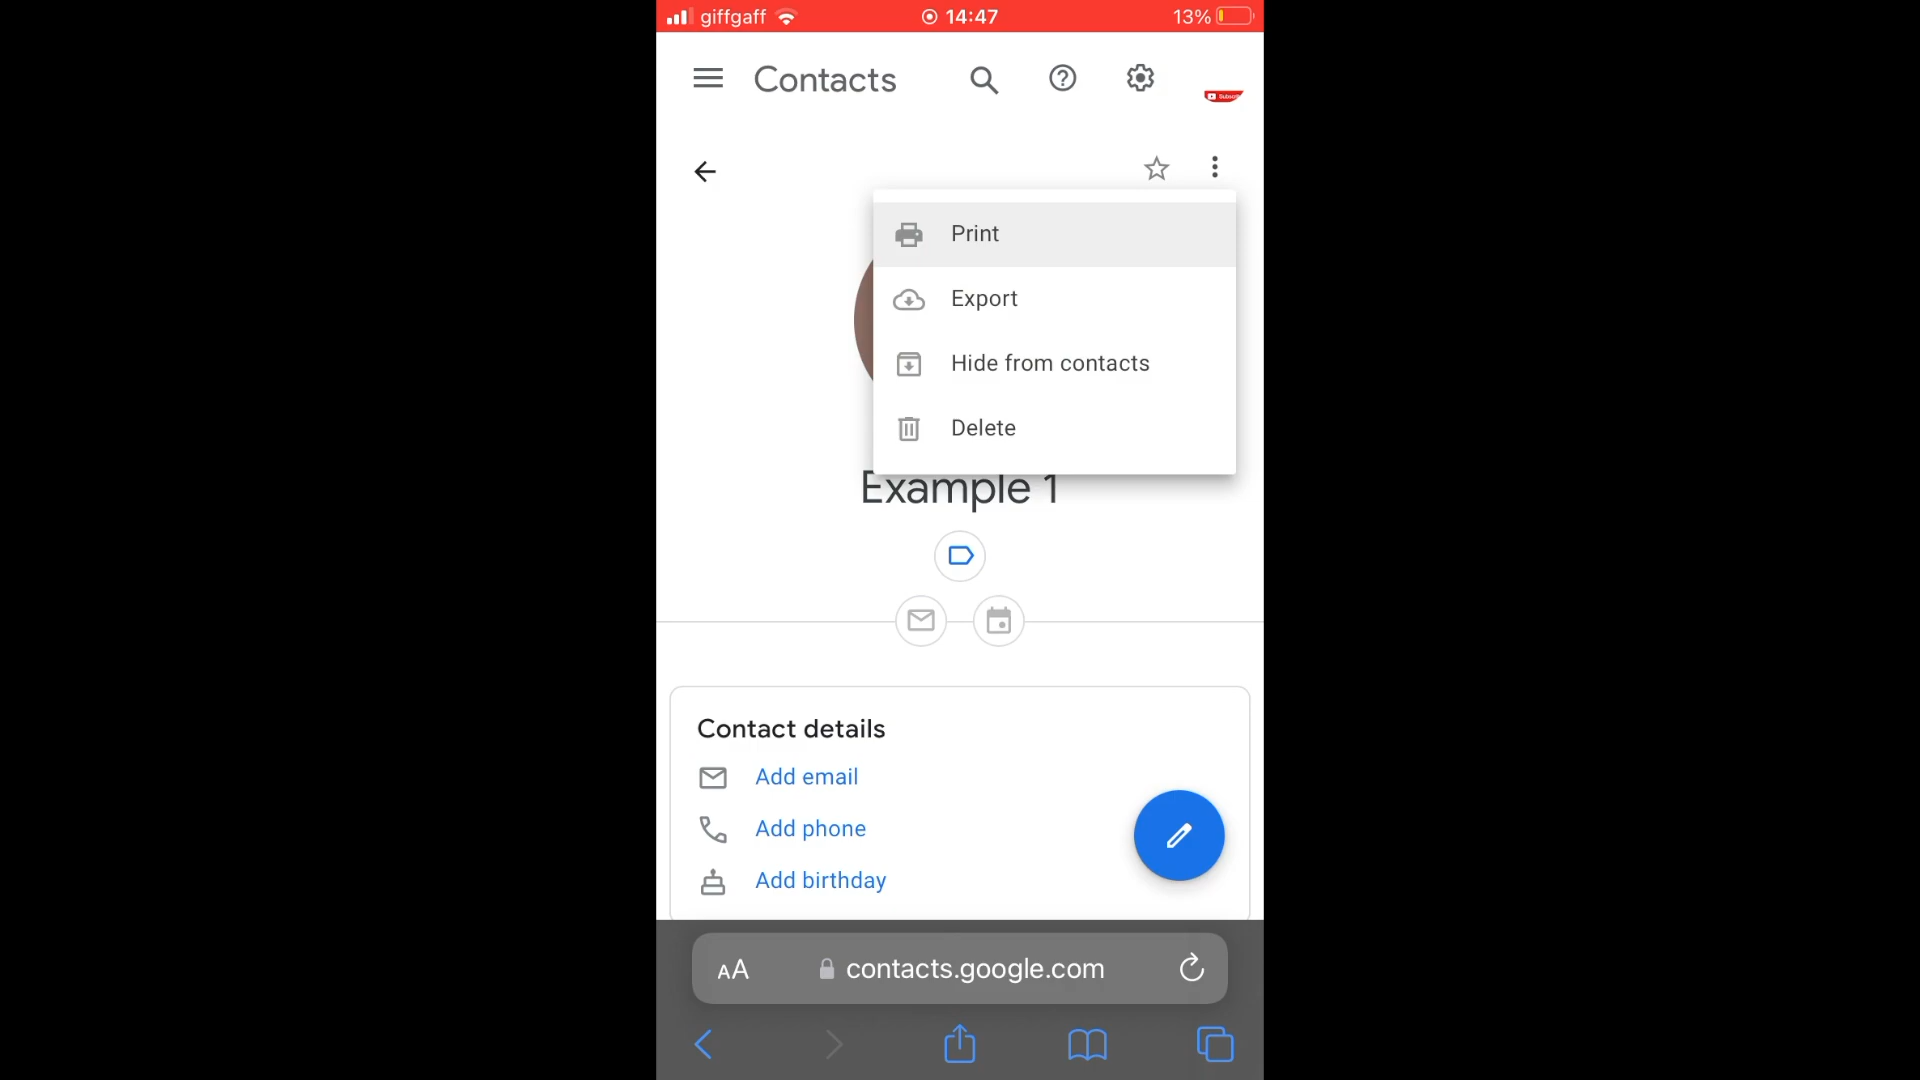 giffgaff 14:47 13%
Contacts
Subscribe
Print
Export
Hide from contacts
Delete
Example 1
Contact details
Add email
Add phone
Add birthday
AA contacts.google.com